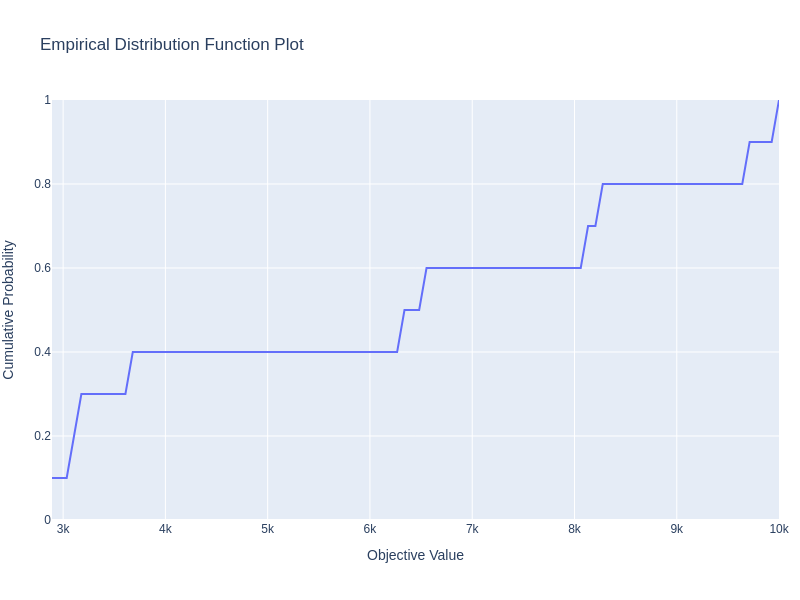 Empirical Distribution Function Plot
1
0.8
0.6
0.4
0.2
0
Cumulative Probability
3k 4k 5k 6k 7k 8k 9k 10k
Objective Value